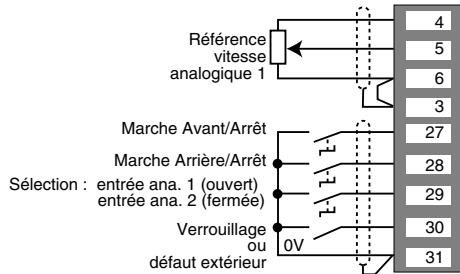 4
Référence
vitesse
analogique 1
5
6
3
Marche Avant/Arrêt
27
Marche Arrière/Arrêt
28
Sélection : entrée ana. 1 (ouvert)
entrée ana. 2 (fermée)
29
Verrouillage
ou
défaut extérieur
0V
30
31